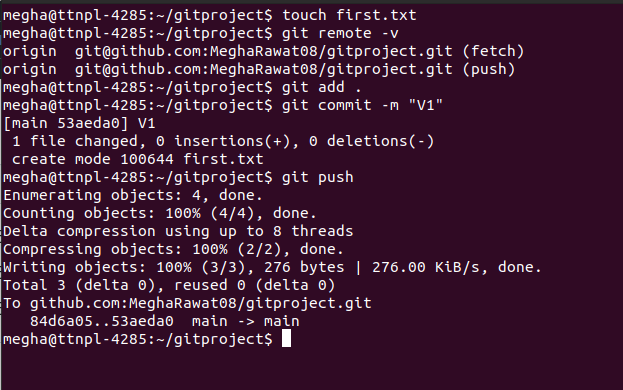 megha@ttnpl-4285:~/gitproject$ touch first.txt
megha@ttnpl-4285:~/gitproject$ git remote -v
origin  git@github.com:MeghaRawat08/gitproject.git (fetch)
origin  git@github.com:MeghaRawat08/gitproject.git (push)
megha@ttnpl-4285:~/gitproject$ git add .
megha@ttnpl-4285:~/gitproject$ git commit -m "V1"
[main 53aeda0] V1
 1 file changed, 0 insertions(+), 0 deletions(-)
 create mode 100644 first.txt
megha@ttnpl-4285:~/gitproject$ git push
Enumerating objects: 4, done.
Counting objects: 100% (4/4), done.
Delta compression using up to 8 threads
Compressing objects: 100% (2/2), done.
Writing objects: 100% (3/3), 276 bytes | 276.00 KiB/s, done.
Total 3 (delta 0), reused 0 (delta 0)
To github.com:MeghaRawat08/gitproject.git
   84d6a05..53aeda0  main -> main
megha@ttnpl-4285:~/gitproject$